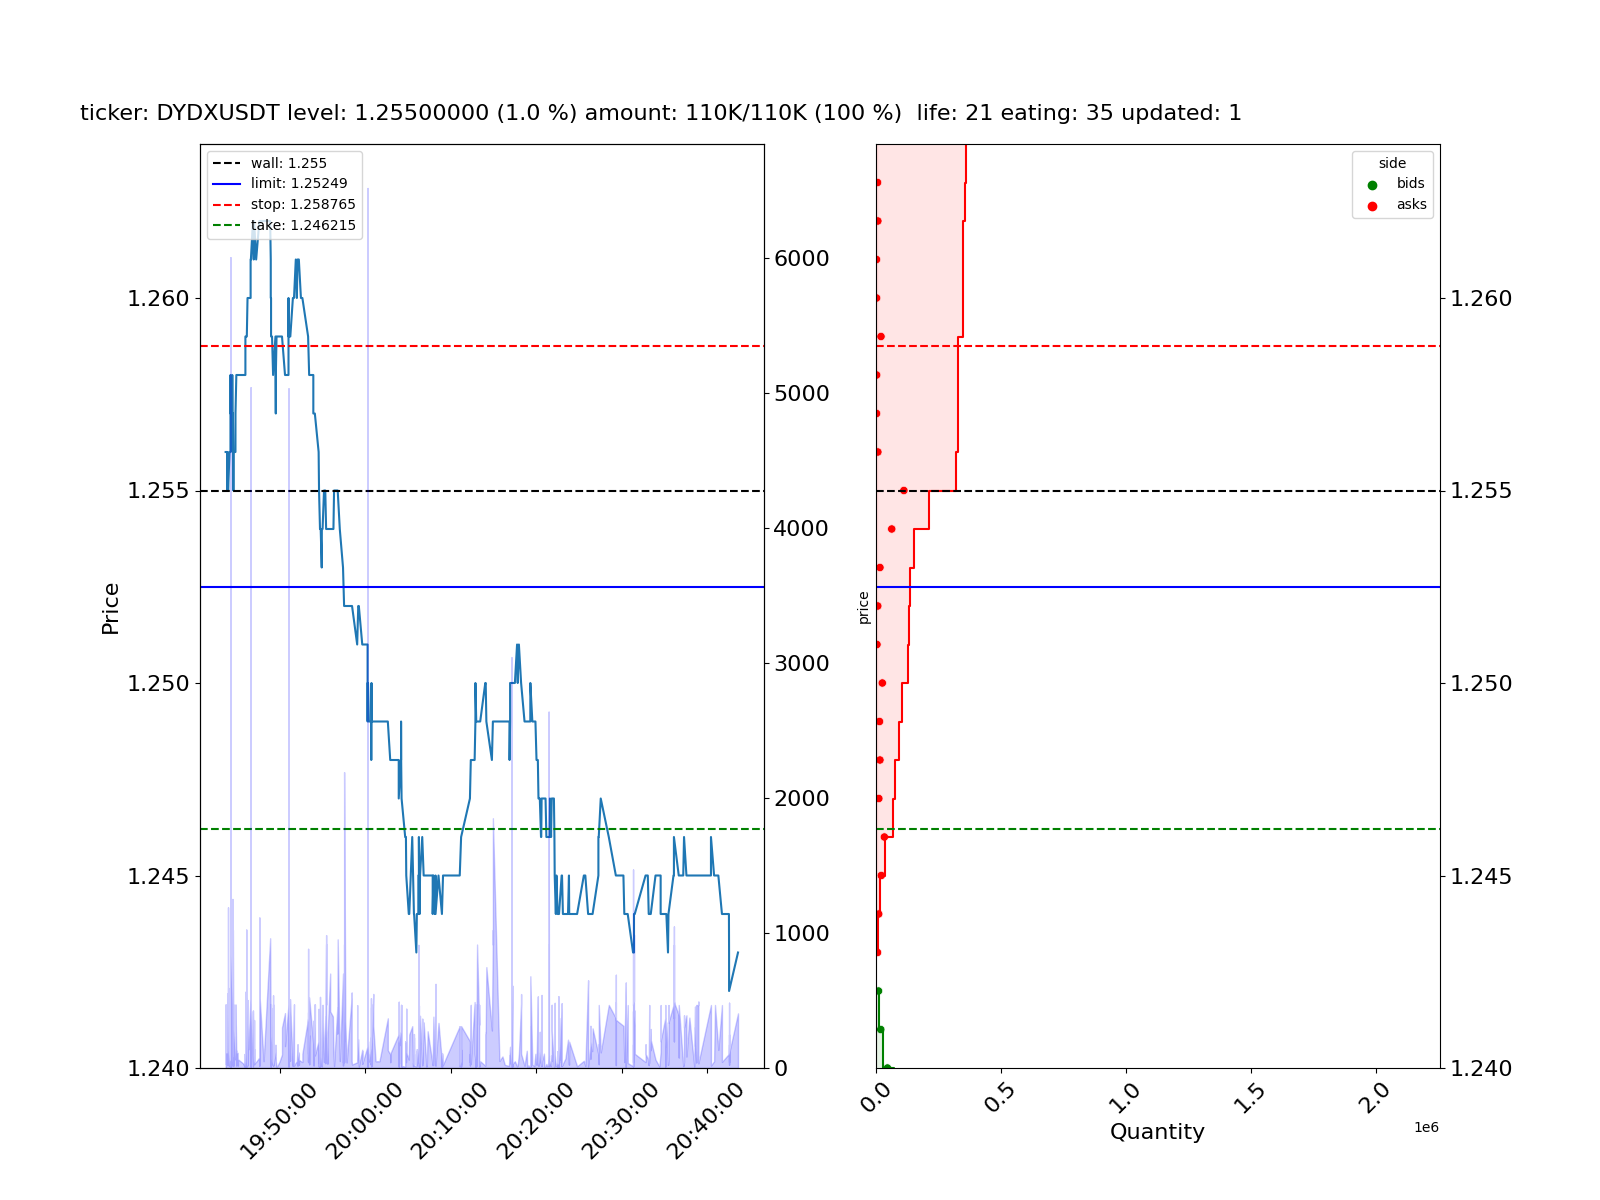 ticker: DYDXUSDT level: 1.25500000 (1.0 %) amount: 110K/110K (100 %)  life: 21 eating: 35 updated: 1
wall: 1.255
limit: 1.25249
stop: 1.258765
take: 1.246215
side
bids
asks
1.260
1.255
1.250
1.245
1.240
Price
6000
5000
4000
3000
2000
1000
0
19:50:00
20:00:00
20:10:00
20:20:00
20:30:00
20:40:00
price
1.260
1.255
1.250
1.245
1.240
0.0
0.5
1.0
1.5
2.0
1e6
Quantity